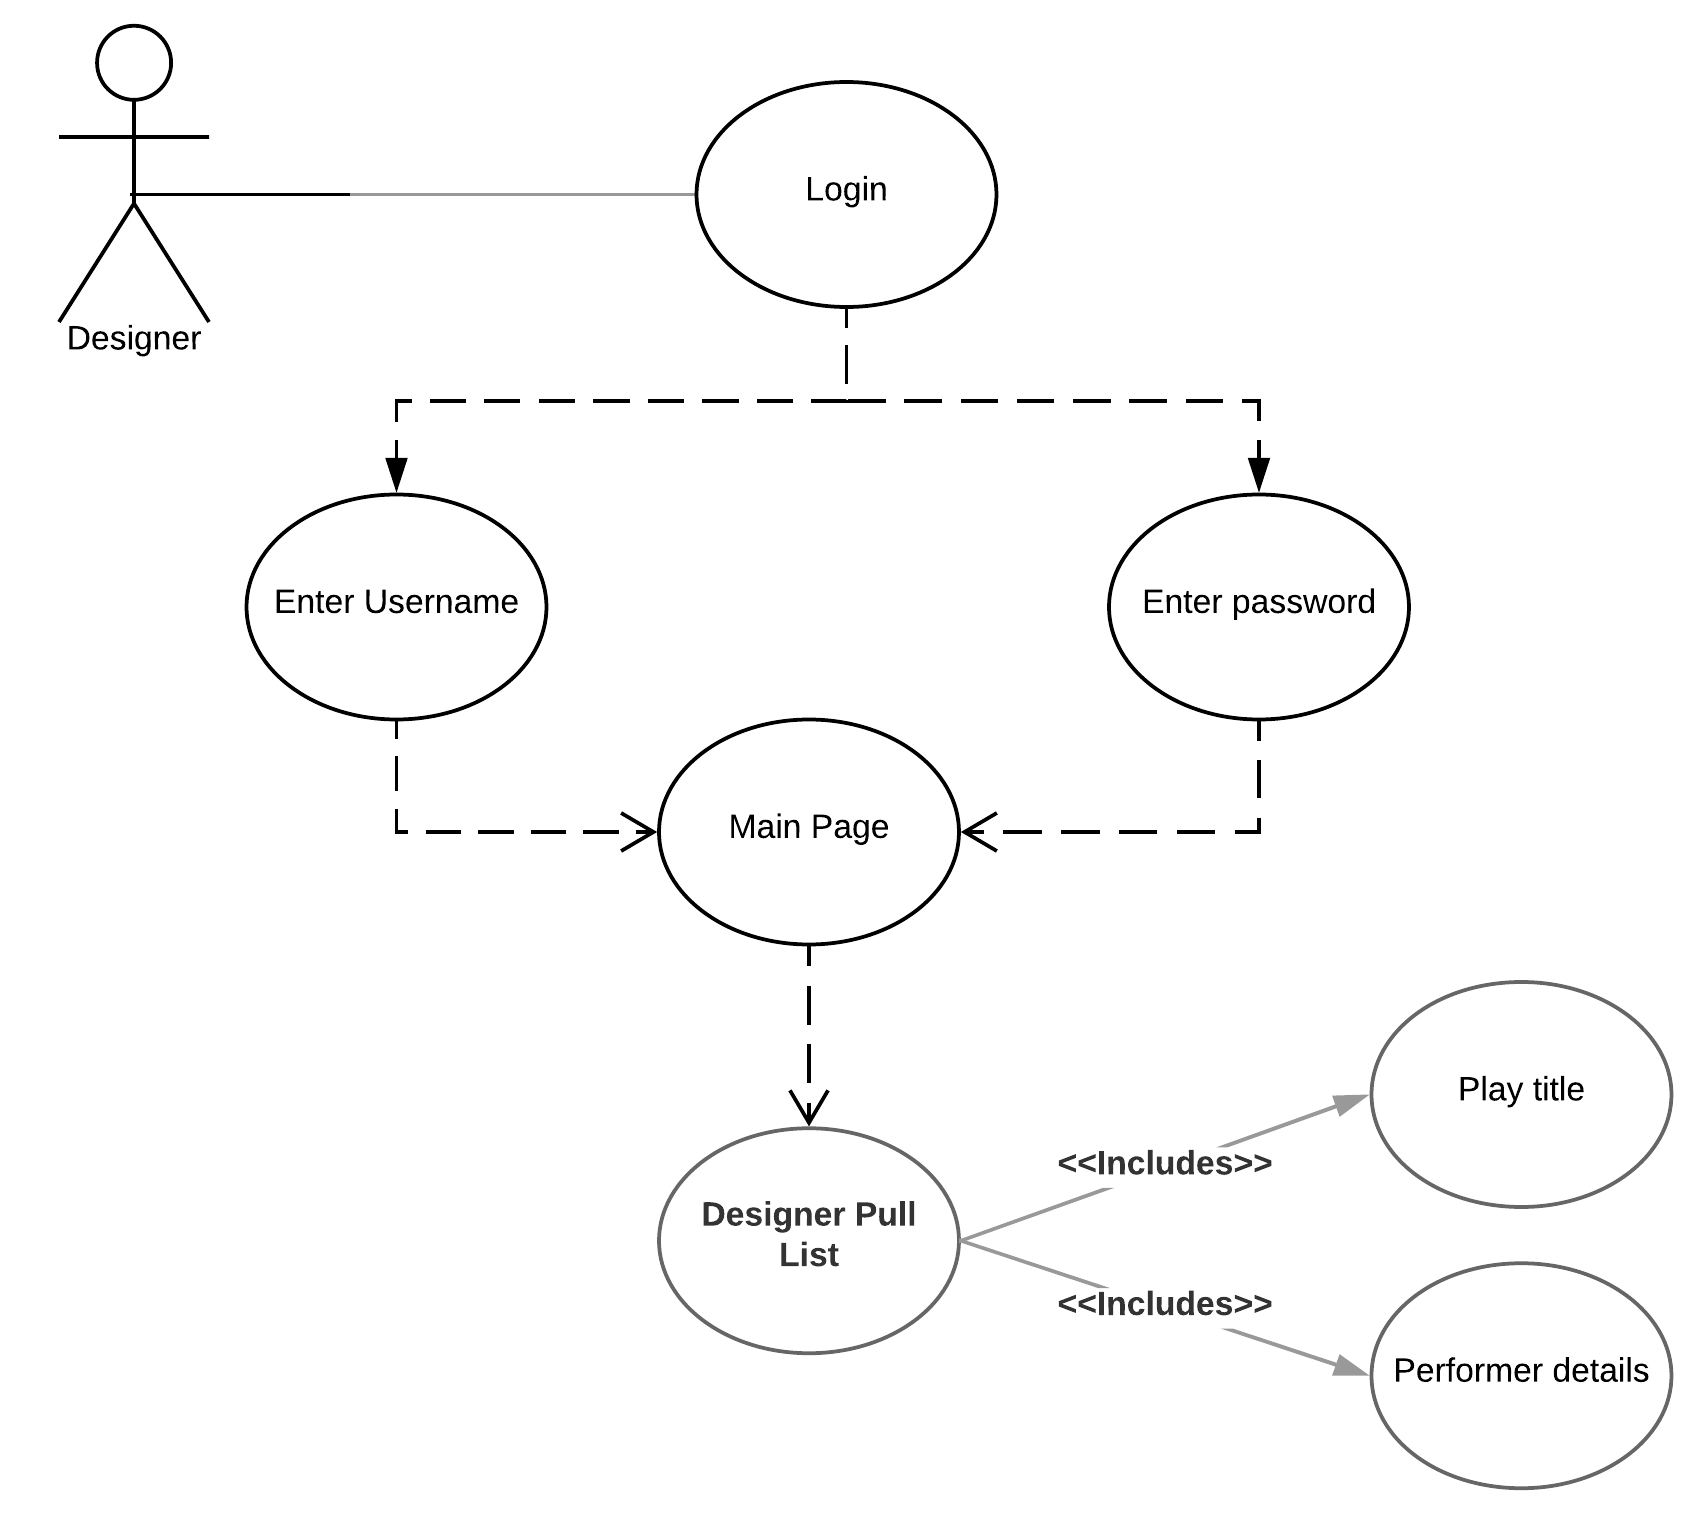 Login
Designer
Enter Username
Enter password
Main Page
Play title
<<Includes>>
Designer Pull
List
<<Includes>>
Performer details